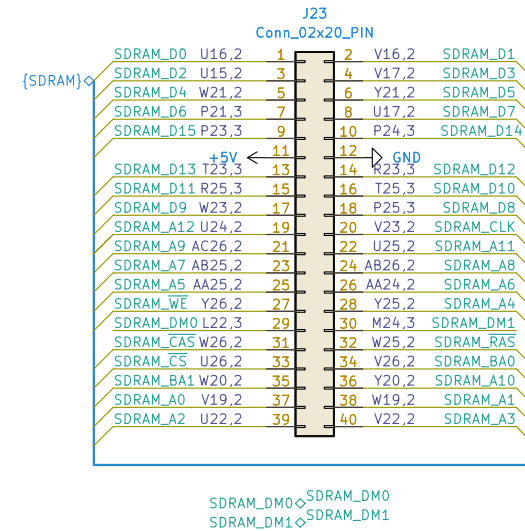 J23
Conn_02x20_PIN
SDRAM_D0 U16,2 1 2 V16,2 SDRAM_D1
{SDRAM}
SDRAM_D2 U15,2 3 4 V17,2 SDRAM_D3
SDRAM_D4 W21,2 5 6 Y21,2 SDRAM_D5
SDRAM_D6 P21,3 7 8 U17,2 SDRAM_D7
SDRAM_D15 P23,3 9 10 P24,3 SDRAM_D14
+5V 11 12 GND
SDRAM_D13 T23,3 13 14 R23,3 SDRAM_D12
SDRAM_D11 R25,3 15 16 T25,3 SDRAM_D10
SDRAM_D9 W23,2 17 18 P25,3 SDRAM_D8
SDRAM_A12 U24,2 19 20 V23,2 SDRAM_CLK
SDRAM_A9 AC26,2 21 22 U25,2 SDRAM_A11
SDRAM_A7 AB25,2 23 24 AB26,2 SDRAM_A8
SDRAM_A5 AA25,2 25 26 AA24,2 SDRAM_A6
SDRAM_W̅E̅ Y26,2 27 28 Y25,2 SDRAM_A4
SDRAM_DM0 L22,3 29 30 M24,3 SDRAM_DM1
SDRAM_C̅A̅S̅ W26,2 31 32 W25,2 SDRAM_R̅A̅S̅
SDRAM_C̅S̅ U26,2 33 34 V26,2 SDRAM_BA0
SDRAM_BA1 W20,2 35 36 Y20,2 SDRAM_A10
SDRAM_A0 V19,2 37 38 W19,2 SDRAM_A1
SDRAM_A2 U22,2 39 40 V22,2 SDRAM_A3
SDRAM_DM0 SDRAM_DM0
SDRAM_DM1 SDRAM_DM1